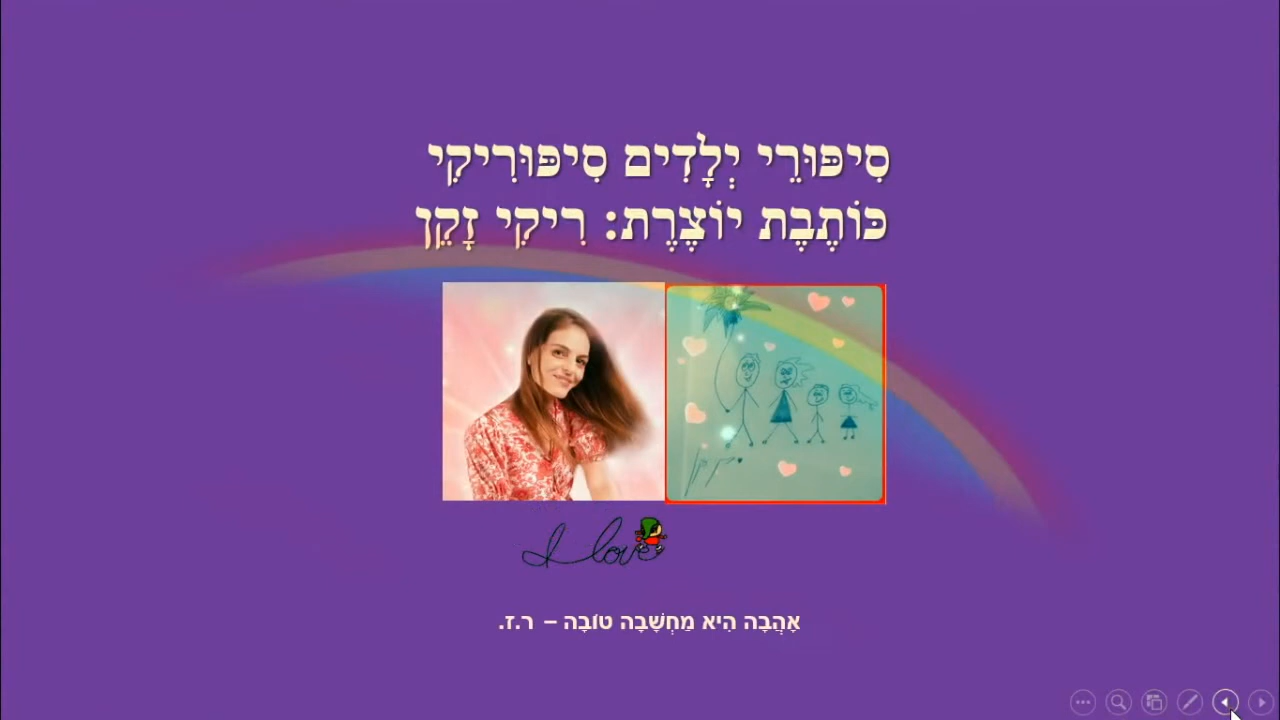 סִיפּוּרֵי יְלָדִים סִיפּוּרִיקִי
כּוֹתֶבֶת יוֹצֶרֶת: רִיקִי זָקֵן
I love
אַהֲבָה הִיא מַחְשָׁבָה טוֹבָה – ר.ז.